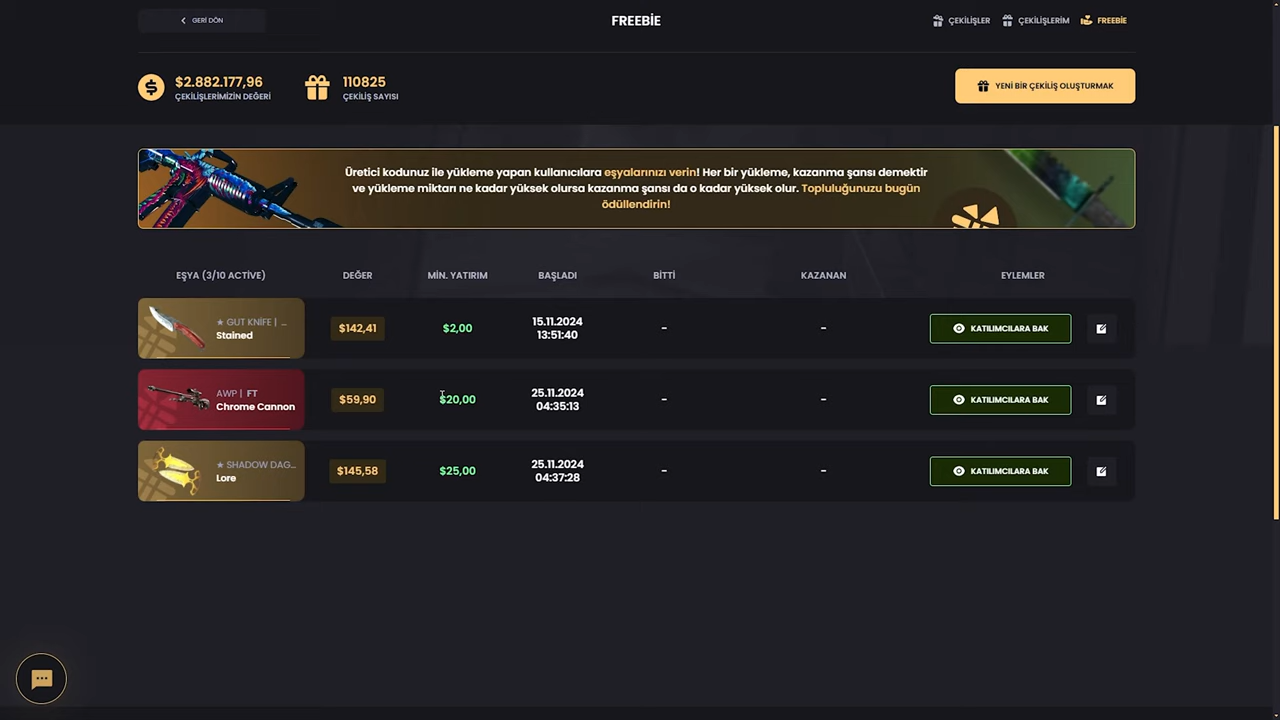 GERİ DÖN
FREEBİE
ÇEKİLİŞLER
ÇEKİLİŞLERİM
FREEBİE
$2.882.177,96
ÇEKİLİŞLERİMİZİN DEĞERİ
110825
ÇEKİLİŞ SAYISI
YENİ BİR ÇEKİLİŞ OLUŞTURMAK
Üretici kodunuz ile yükleme yapan kullanıcılara eşyalarınızı verin! Her bir yükleme, kazanma şansı demektir
ve yükleme miktarı ne kadar yüksek olursa kazanma şansı da o kadar yüksek olur. Topluluğunuzu bugün
ödüllendirin!
EŞYA (3/10 ACTİVE)
DEĞER
MİN. YATIRIM
BAŞLADI
BİTTİ
KAZANAN
EYLEMLER
★ GUT KNİFE | ...
Stained
$142,41
$2,00
15.11.2024
13:51:40
-
-
KATILIMCILARA BAK
AWP | FT
Chrome Cannon
$59,90
$20,00
25.11.2024
04:35:13
-
-
KATILIMCILARA BAK
★ SHADOW DAG...
Lore
$145,58
$25,00
25.11.2024
04:37:28
-
-
KATILIMCILARA BAK